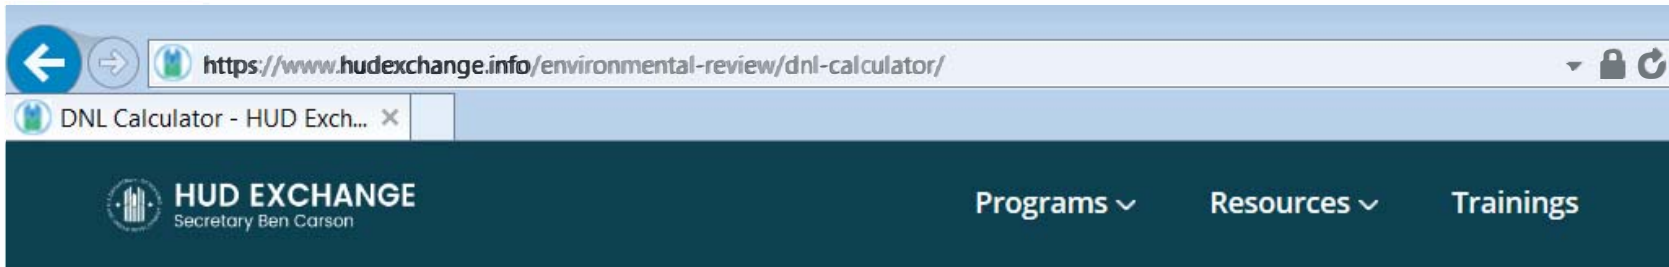 https://www.hudexchange.info/environmental-review/dnl-calculator/
DNL Calculator - HUD Exch...
HUD EXCHANGE
Secretary Ben Carson
Programs
Resources
Trainings